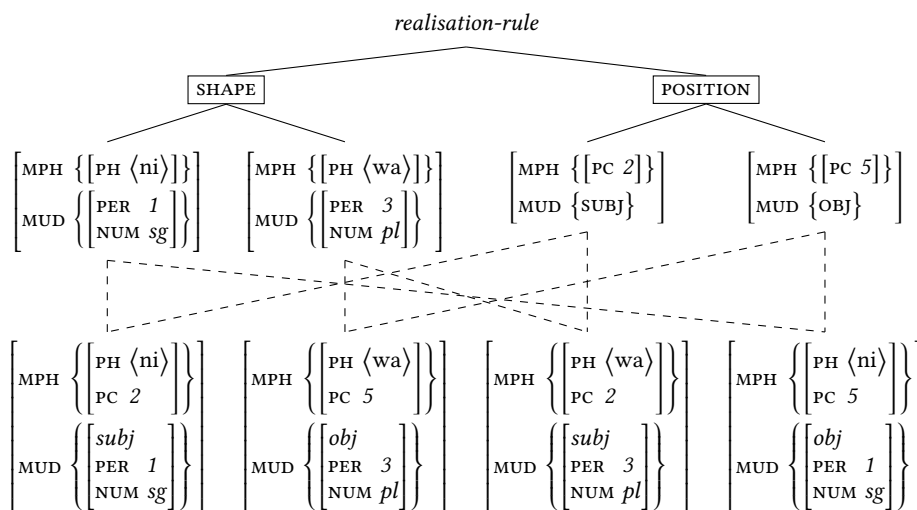 realisation-rule
SHAPE POSITION
MPH {[PH ⟨ni⟩]} MPH {[PH ⟨wa⟩]} MPH {[PC 2]} MPH {[PC 5]}
MUD {[PER 1 NUM sg]} MUD {[PER 3 NUM pl]} MUD {SUBJ} MUD {OBJ}
MPH {[PH ⟨ni⟩ PC 2]} MPH {[PH ⟨wa⟩ PC 5]} MPH {[PH ⟨wa⟩ PC 2]} MPH {[PH ⟨ni⟩ PC 5]}
MUD {[subj PER 1 NUM sg]} MUD {[obj PER 3 NUM pl]} MUD {[subj PER 3 NUM pl]} MUD {[obj PER 1 NUM sg]}